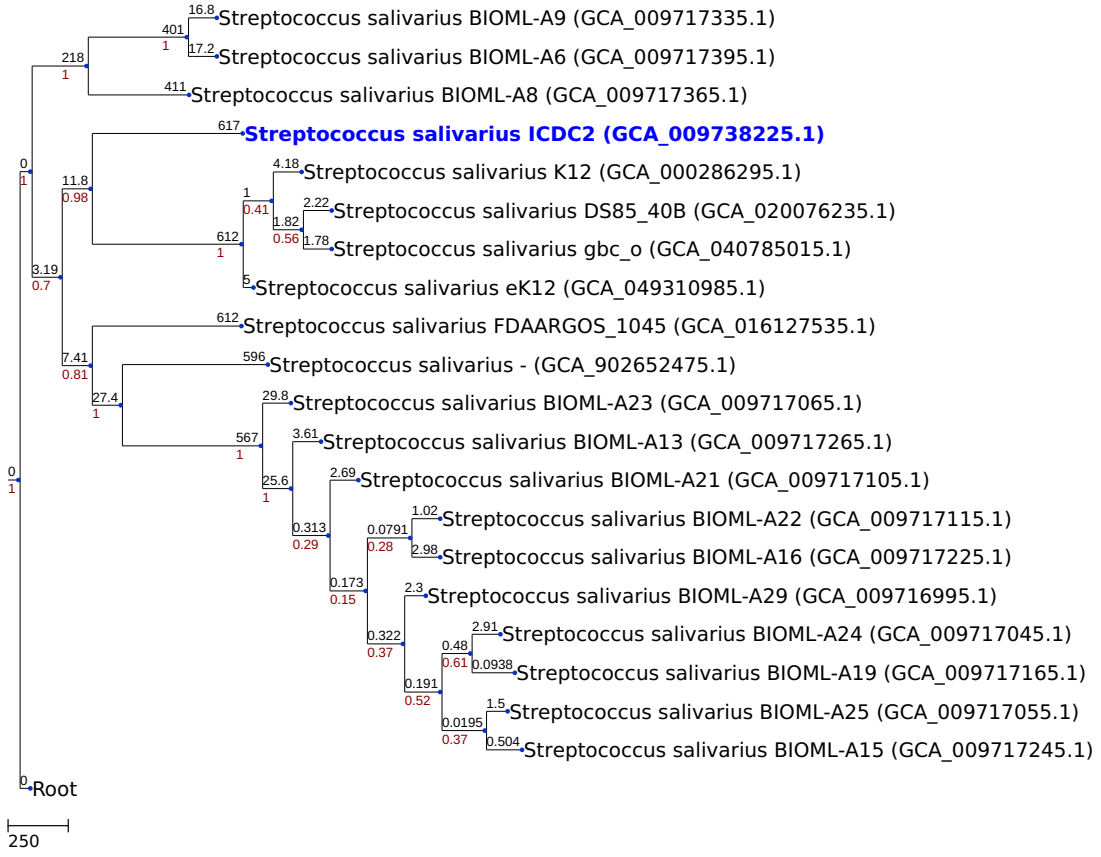 16.8 Streptococcus salivarius BIOML-A9 (GCA_009717335.1)
401
1
17.2 Streptococcus salivarius BIOML-A6 (GCA_009717395.1)
218
1
411 Streptococcus salivarius BIOML-A8 (GCA_009717365.1)
617 Streptococcus salivarius ICDC2 (GCA_009738225.1)
0
1
4.18 Streptococcus salivarius K12 (GCA_000286295.1)
11.8
0.98
1
0.41
2.22 Streptococcus salivarius DS85_40B (GCA_020076235.1)
1.82
0.56
1.78 Streptococcus salivarius gbc_o (GCA_040785015.1)
612
1
3.19
0.7
5 Streptococcus salivarius eK12 (GCA_049310985.1)
612 Streptococcus salivarius FDAARGOS_1045 (GCA_016127535.1)
7.41
0.81
596 Streptococcus salivarius - (GCA_902652475.1)
27.4
1
29.8 Streptococcus salivarius BIOML-A23 (GCA_009717065.1)
567
1
3.61 Streptococcus salivarius BIOML-A13 (GCA_009717265.1)
0
1
25.6
1
2.69 Streptococcus salivarius BIOML-A21 (GCA_009717105.1)
0.313
0.29
1.02 Streptococcus salivarius BIOML-A22 (GCA_009717115.1)
0.0791
0.28
2.98 Streptococcus salivarius BIOML-A16 (GCA_009717225.1)
0.173
0.15
2.3 Streptococcus salivarius BIOML-A29 (GCA_009716995.1)
0.322
0.37
2.91 Streptococcus salivarius BIOML-A24 (GCA_009717045.1)
0.48
0.61
0.0938 Streptococcus salivarius BIOML-A19 (GCA_009717165.1)
0.191
0.52
1.5 Streptococcus salivarius BIOML-A25 (GCA_009717055.1)
0.0195
0.37
0.504 Streptococcus salivarius BIOML-A15 (GCA_009717245.1)
0 Root
250